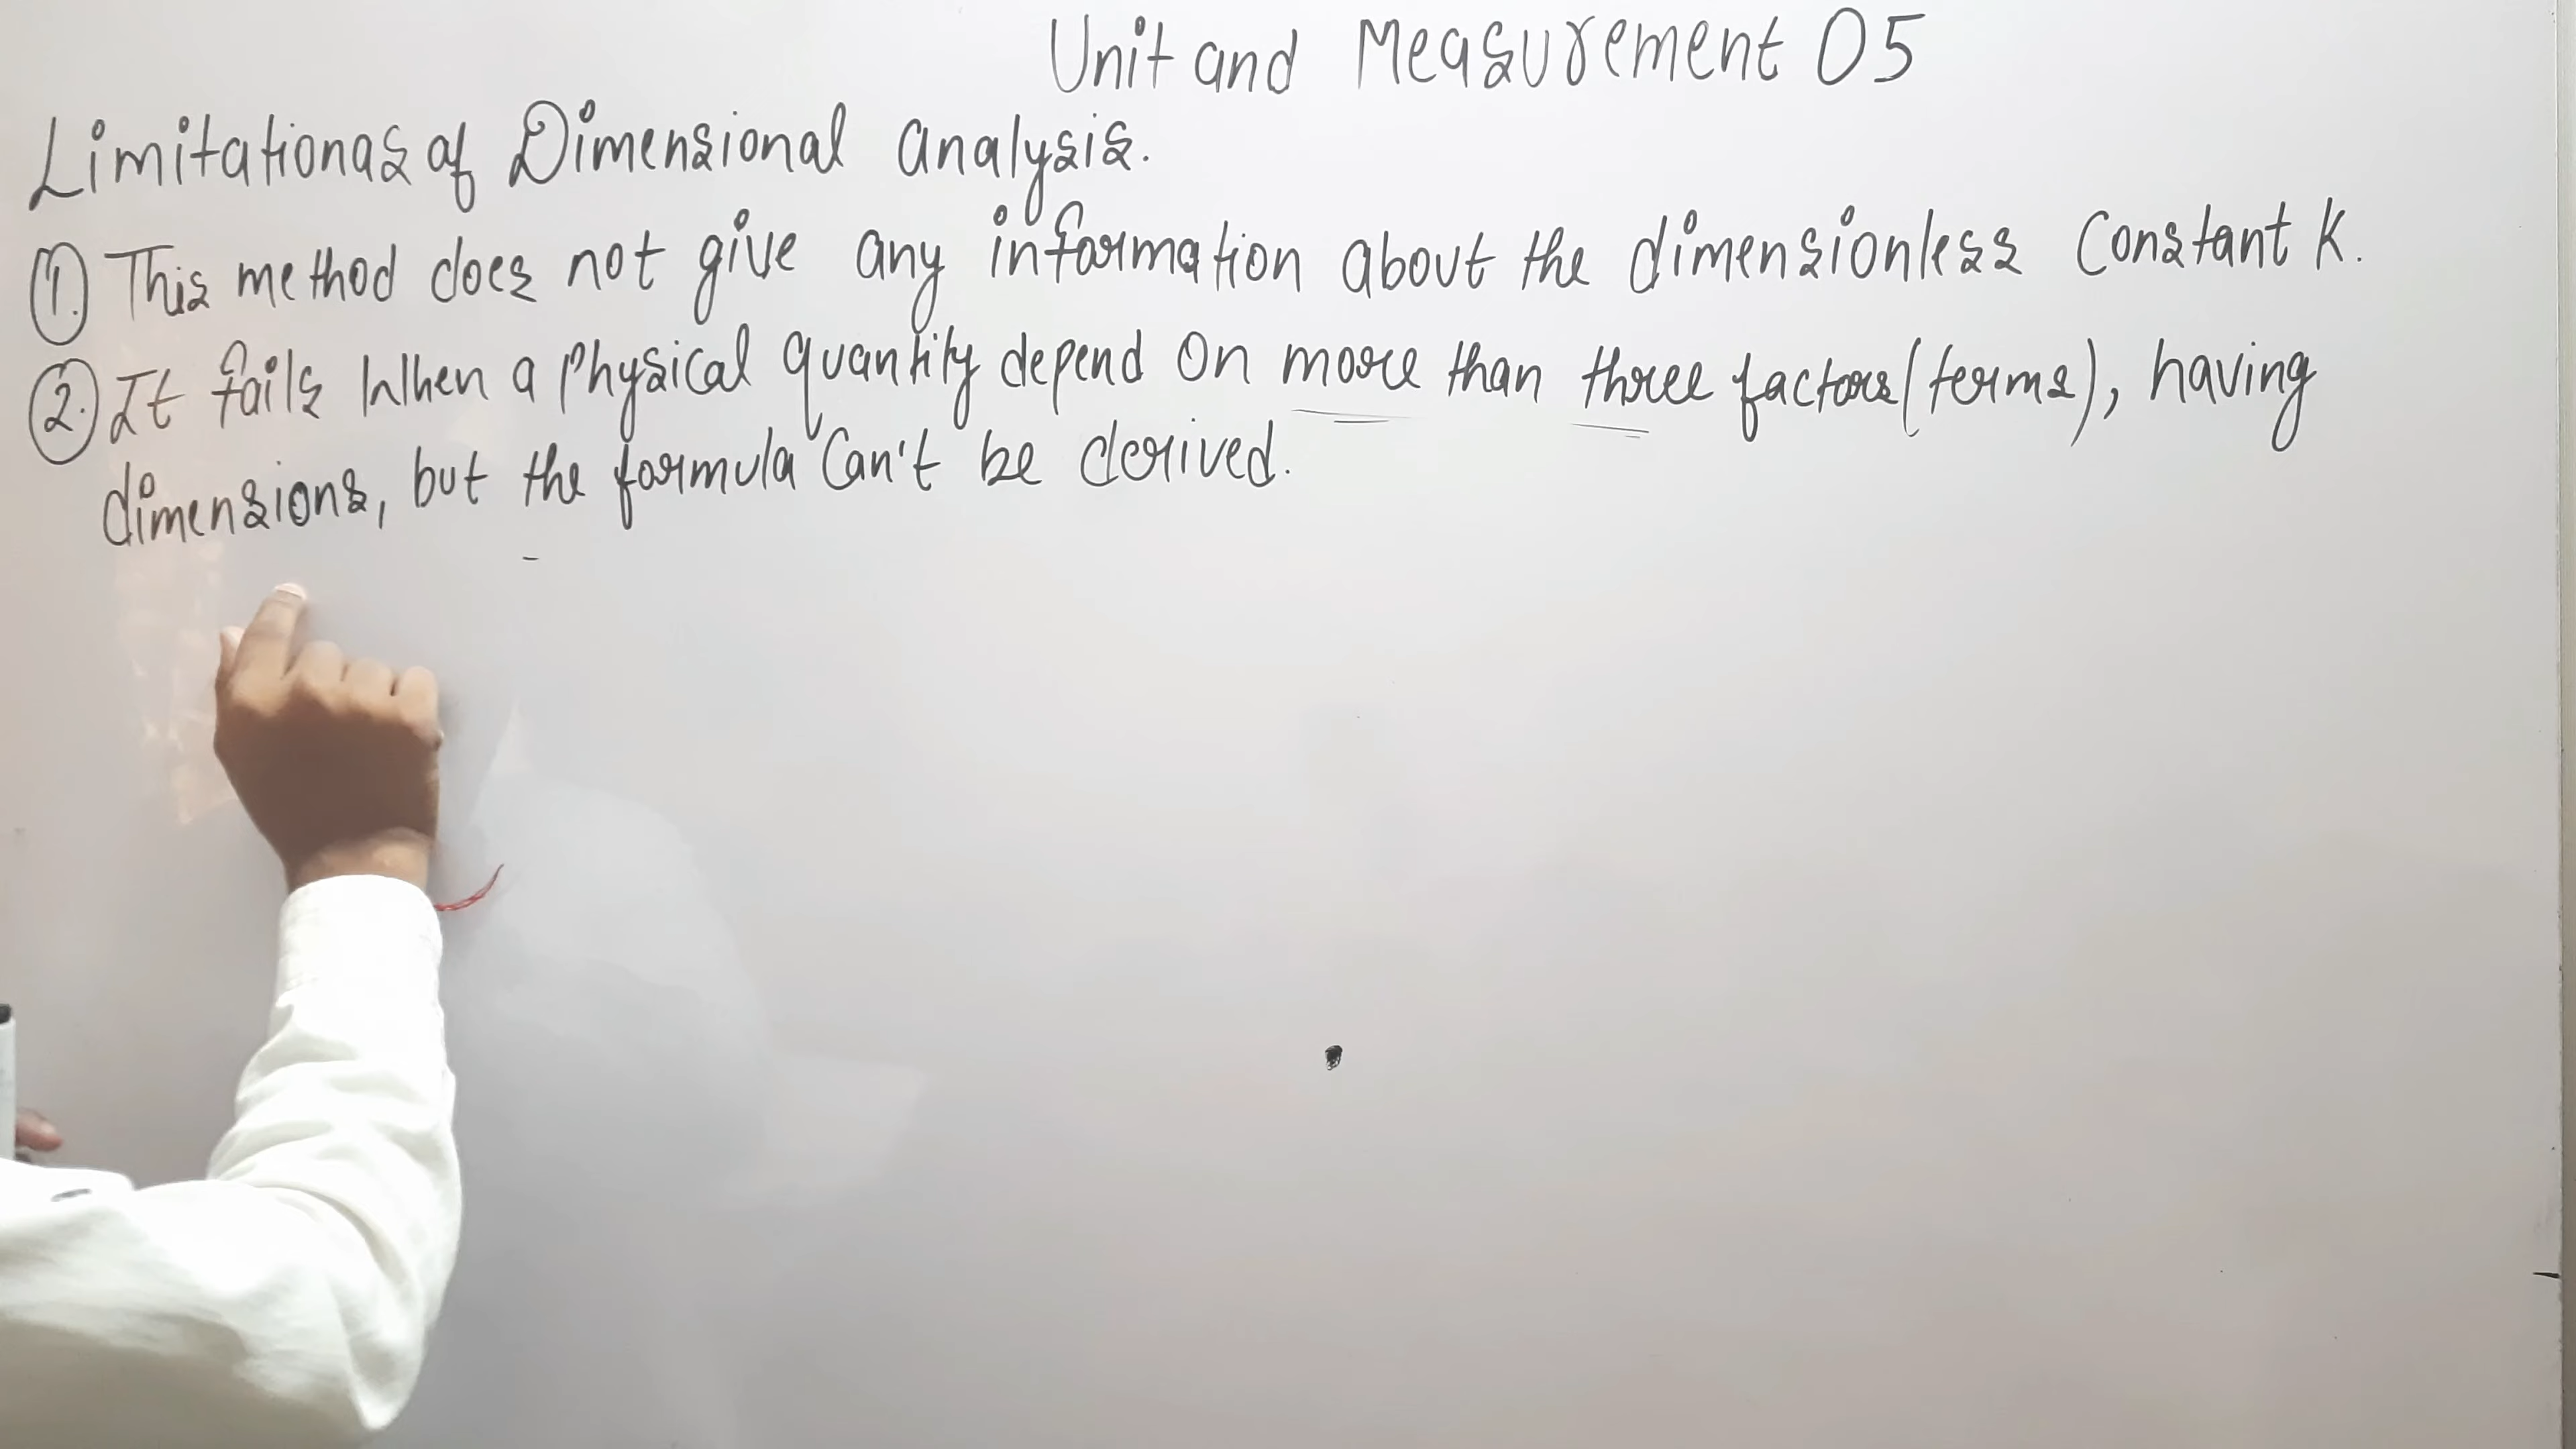 Unit and Measurement 05
Limitationas of Dimensional analysis.
1. This method does not give any information about the dimensionless Constant K.
2. It fails When a physical quantity depend on more than three factors(terms), having
dimensions, but the formula can't be derived.